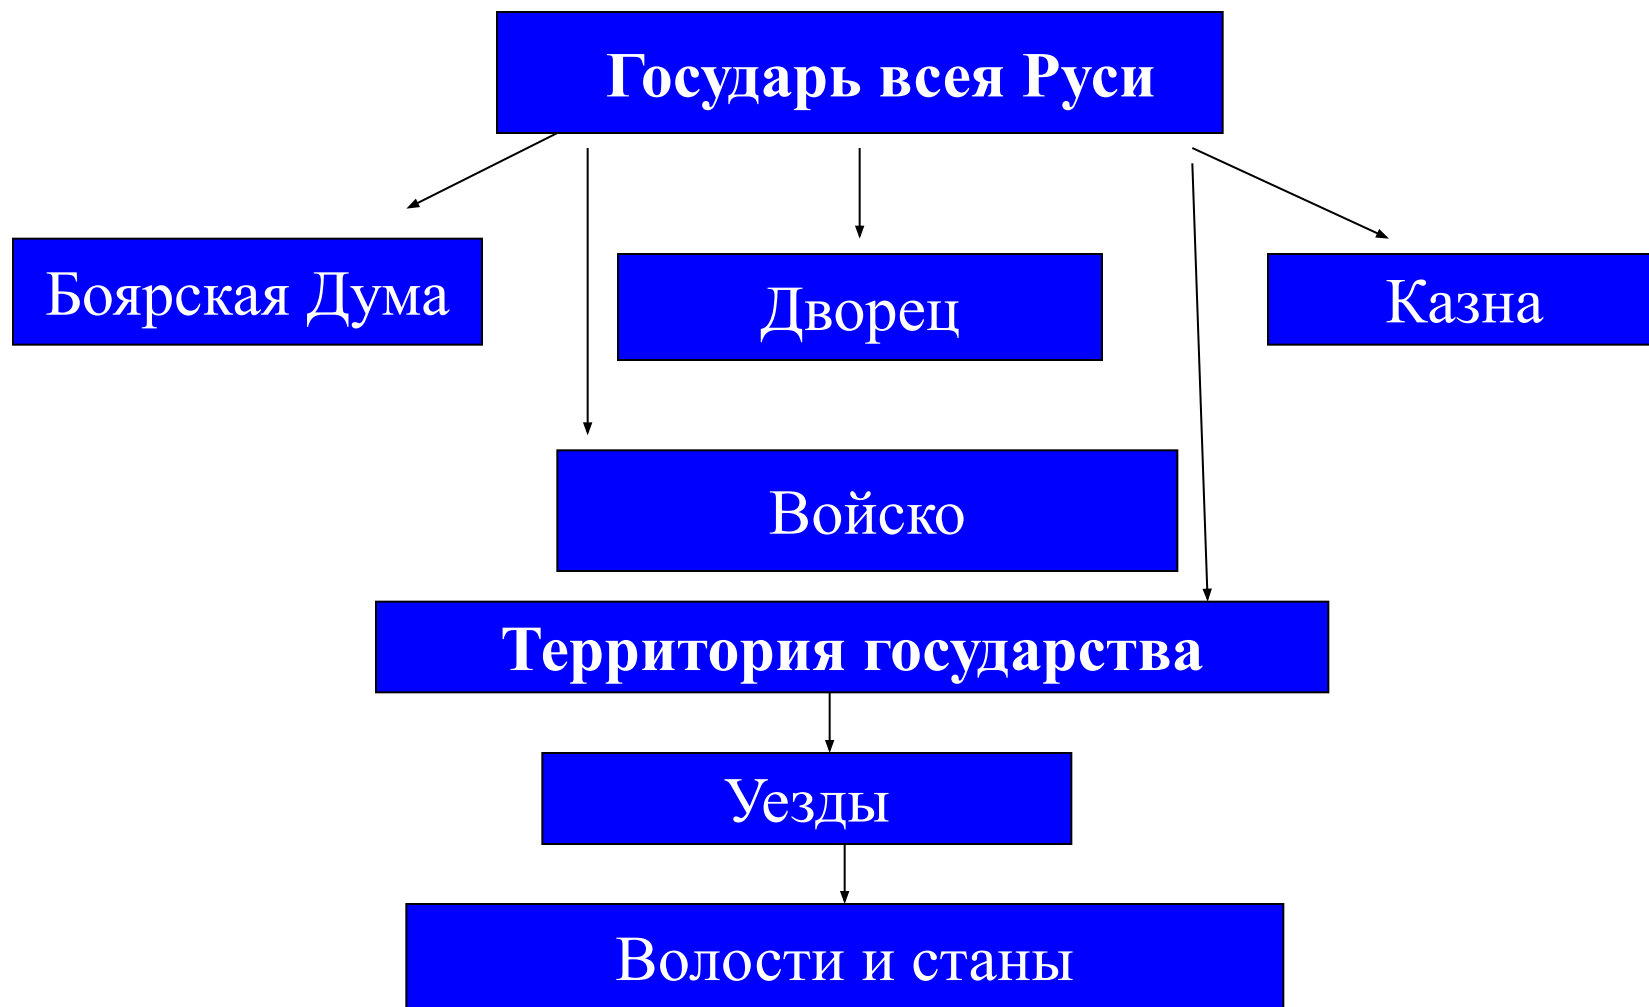 Государь всея Руси
Боярская Дума
Дворец
Казна
Войско
Территория государства
Уезды
Волости и станы